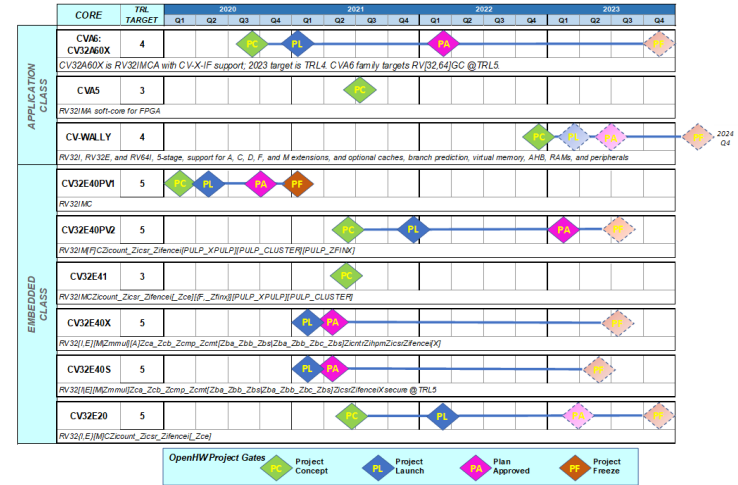 CORE TRL TARGET 2020 2021 2022 2023
Q1 Q2 Q3 Q4 Q1 Q2 Q3 Q4 Q1 Q2 Q3 Q4 Q1 Q2 Q3 Q4
APPLICATION CLASS
CVA6: CV32A60X 4 PC PL PA PF
CV32A60X is RV32IMCA with CV-X-IF support; 2023 target is TRL4. CVA6 family targets RV[32,64]GC @TRL5.
CVA5 3 PC
RV32IMA soft-core for FPGA
CV-WALLY 4 PC PL PA PF 2024 Q4
RV32I, RV32E, and RV64I, 5-stage, support for A, C, D, F, and M extensions, and optional caches, branch prediction, virtual memory, AHB, RAMs, and peripherals
EMBEDDED CLASS
CV32E40PV1 5 PC PL PA PF
RV32IMC
CV32E40PV2 5 PC PL PA PF
RV32IM[F]CZicount_Zicsr_Zifencei[PULP_XPULP][PULP_CLUSTER][PULP_ZFINX]
CV32E41 3 PC
RV32IMCZicount_Zicsr_Zifencei[_Zce][{F,_Zfinx}][PULP_XPULP][PULP_CLUSTER]
CV32E40X 5 PL PA PF
RV32[I,E][M|Zmmul][A]Zca_Zcb_Zcmp_Zcmt[Zba_Zbb_Zbs|Zba_Zbb_Zbc_Zbs]ZicntrZihpmZicsrZifencei[X]
CV32E40S 5 PL PA PF
RV32[I|E][M|Zmmul]Zca_Zcb_Zcmp_Zcmt[Zba_Zbb_Zbs|Zba_Zbb_Zbc_Zbs]ZicsrZifenceiXsecure @TRL5
CV32E20 5 PC PL PA PF
RV32[I,E][M]CZicount_Zicsr_Zifencei[_Zce]
OpenHW Project Gates
PC Project Concept
PL Project Launch
PA Plan Approved
PF Project Freeze